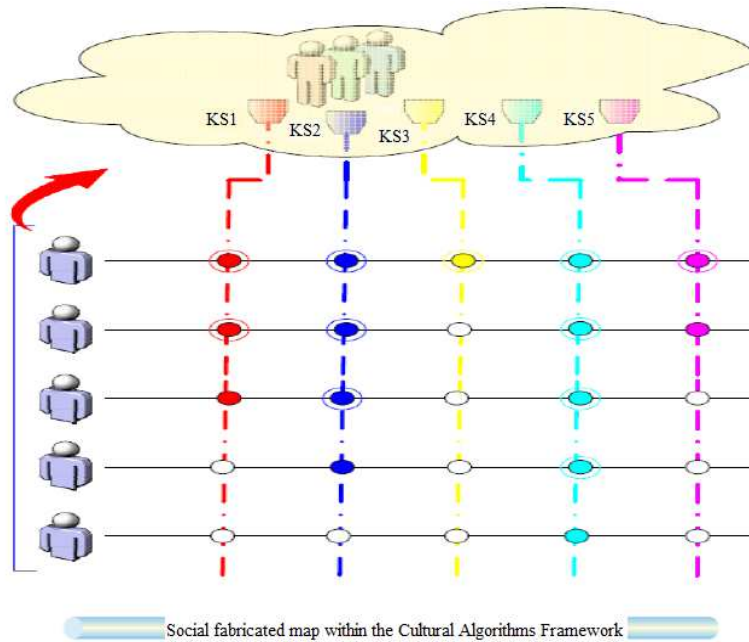 KS1
KS2
KS3
KS4
KS5
Social fabricated map within the Cultural Algorithms Framework